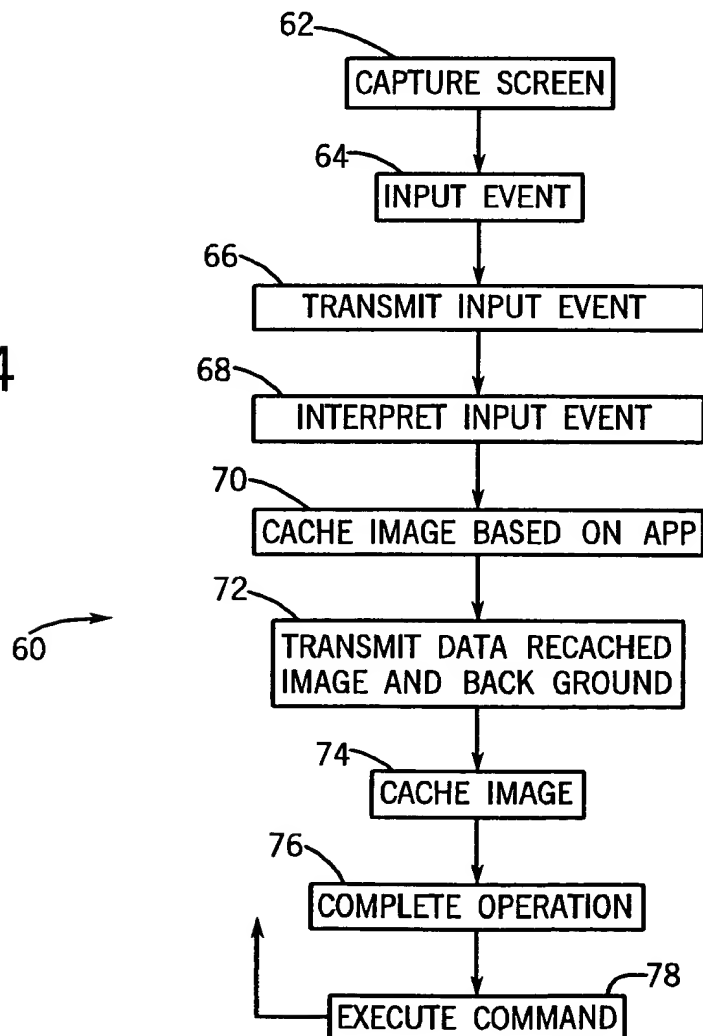 62
CAPTURE SCREEN
64
INPUT EVENT
66
TRANSMIT INPUT EVENT
4
68
INTERPRET INPUT EVENT
70
CACHE IMAGE BASED ON APP
72
60
TRANSMIT DATA RECACHED
IMAGE AND BACK GROUND
74
CACHE IMAGE
76
COMPLETE OPERATION
78
EXECUTE COMMAND